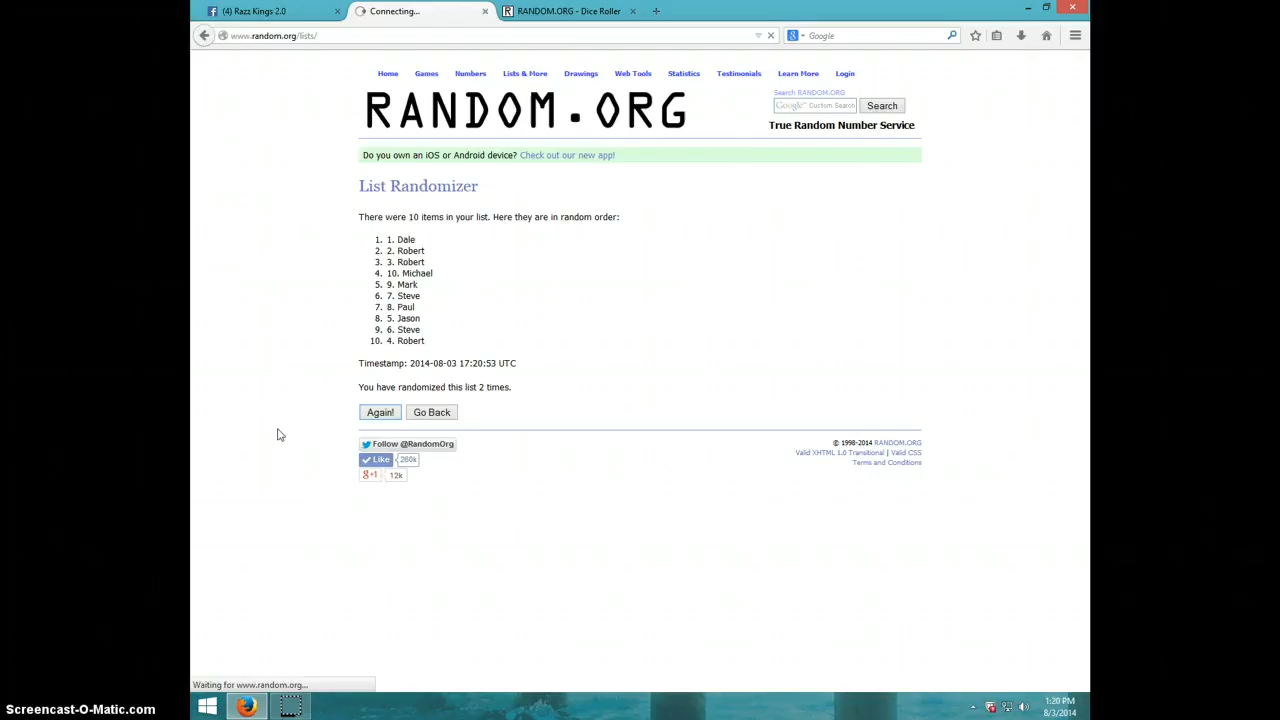 (4) Razz Kings 2.0
Connecting...
RANDOM.ORG - Dice Roller
www.random.org/lists/
Google
Home Games Numbers Lists & More Drawings Web Tools Statistics Testimonials Learn More Login
RANDOM.ORG
Search RANDOM.ORG
Google™ Custom Search
Search
True Random Number Service
Do you own an iOS or Android device? Check out our new app!
List Randomizer
There were 10 items in your list. Here they are in random order:
1. 1. Dale
2. 2. Robert
3. 3. Robert
4. 10. Michael
5. 9. Mark
6. 7. Steve
7. 8. Paul
8. 5. Jason
9. 6. Steve
10. 4. Robert
Timestamp: 2014-08-03 17:20:53 UTC
You have randomized this list 2 times.
Again! Go Back
Follow @RandomOrg
Like 260k
g+1 12k
© 1998-2014 RANDOM.ORG
Valid XHTML 1.0 Transitional | Valid CSS
Terms and Conditions
Waiting for www.random.org...
Screencast-O-Matic.com
1:20 PM
8/3/2014